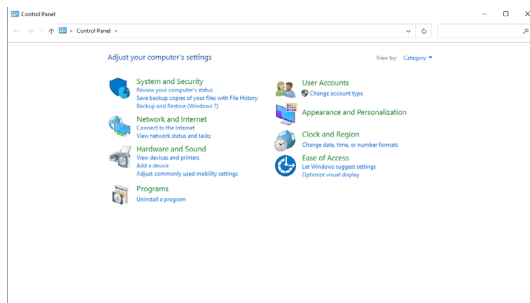 Control Panel
Control Panel
Adjust your computer's settings
View by: Category
System and Security
Review your computer's status
Save backup copies of your files with File History
Backup and Restore (Windows 7)
Network and Internet
Connect to the Internet
View network status and tasks
Hardware and Sound
View devices and printers
Add a device
Adjust commonly used mobility settings
Programs
Uninstall a program
User Accounts
Change account type
Appearance and Personalization
Clock and Region
Change date, time, or number formats
Ease of Access
Let Windows suggest settings
Optimize visual display